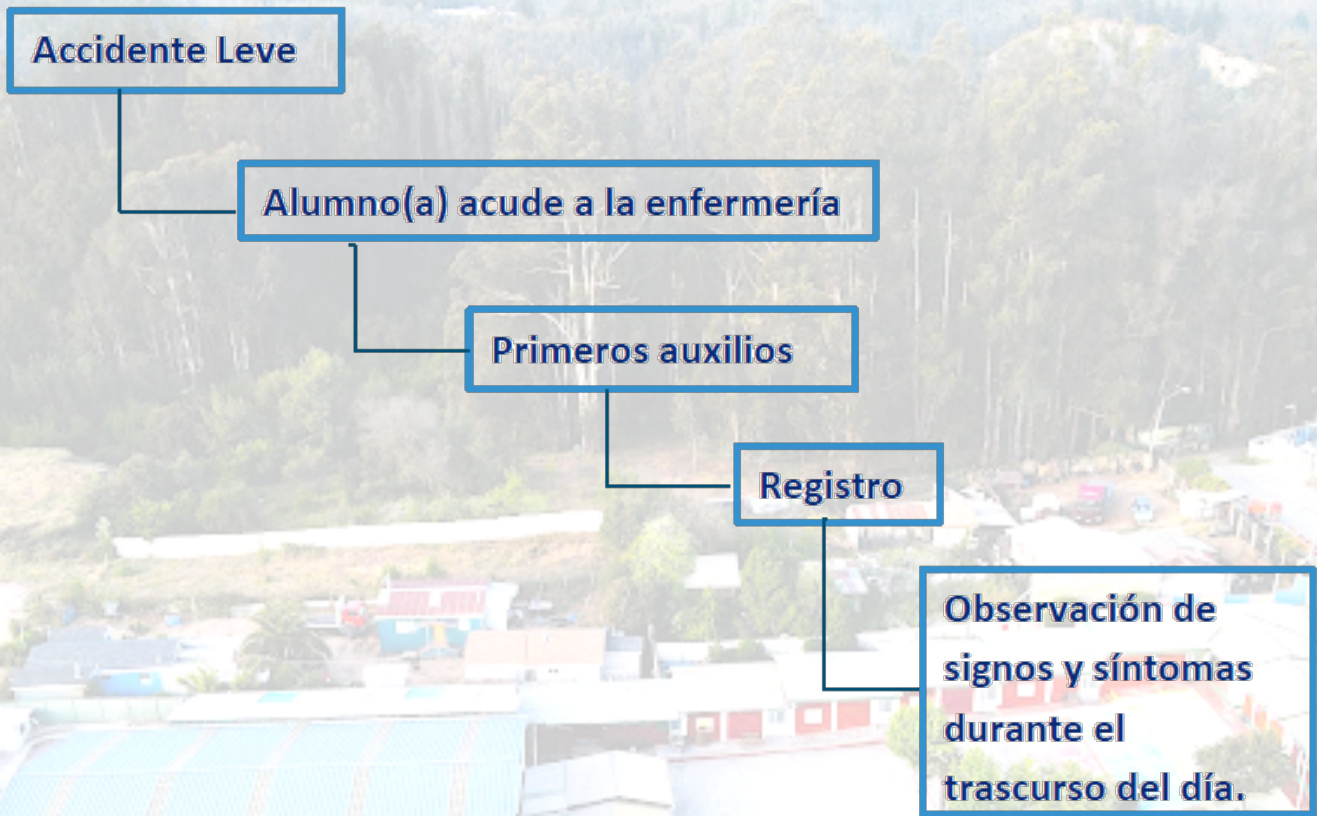 Accidente Leve
Alumno(a) acude a la enfermería
Primeros auxilios
Registro
Observación de
signos y síntomas
durante el
trascurso del día.